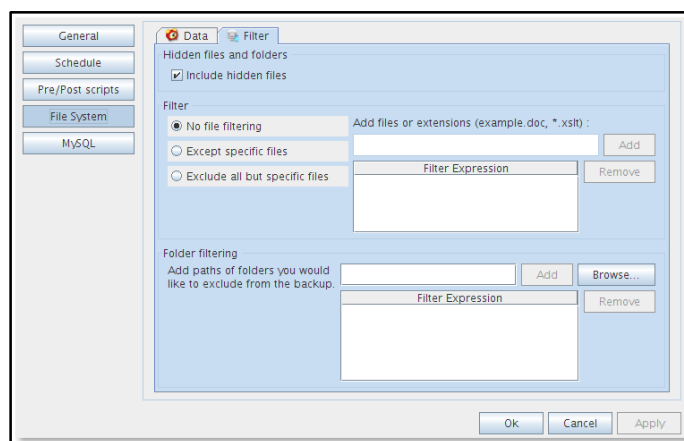 General
Schedule
Pre/Post scripts
File System
MySQL
Data
Filter
Hidden files and folders
Include hidden files
Filter
No file filtering
Except specific files
Exclude all but specific files
Add files or extensions (example.doc, *.xslt) :
Add
Filter Expression
Remove
Folder filtering
Add paths of folders you would
like to exclude from the backup.
Add
Browse...
Filter Expression
Remove
Ok
Cancel
Apply